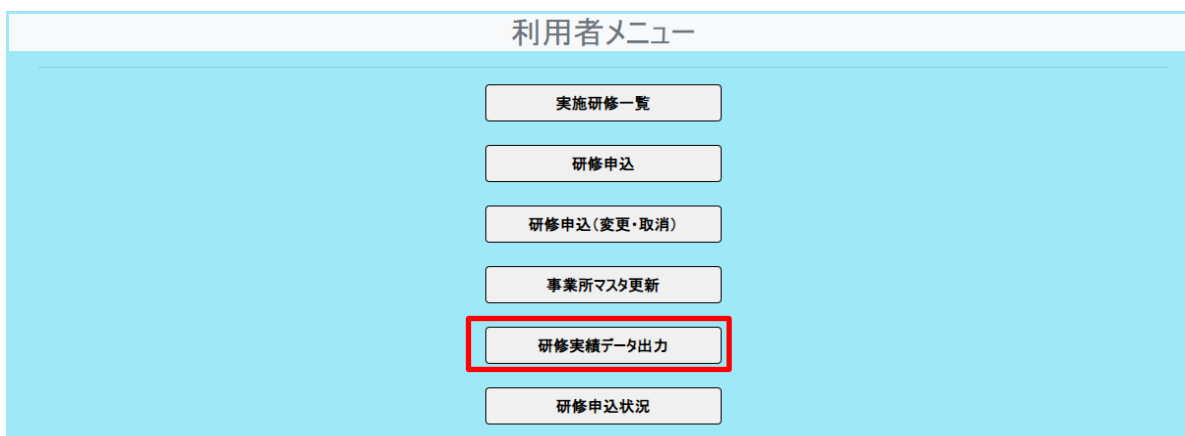 利用者メニュー
実施研修一覧
研修申込
研修申込(変更・取消)
事業所マスタ更新
研修実績データ出力
研修申込状況